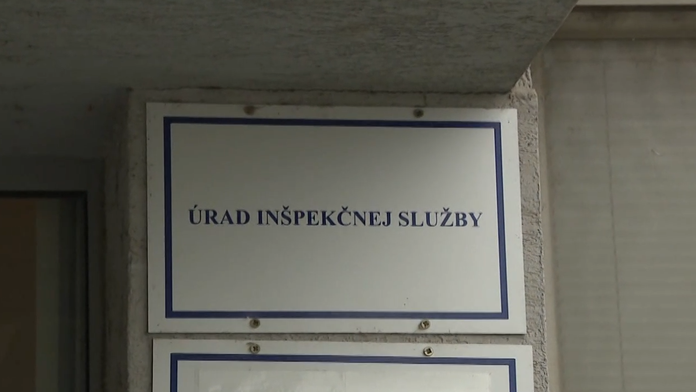 ÚRAD INŠPEKČNEJ SLUŽBY